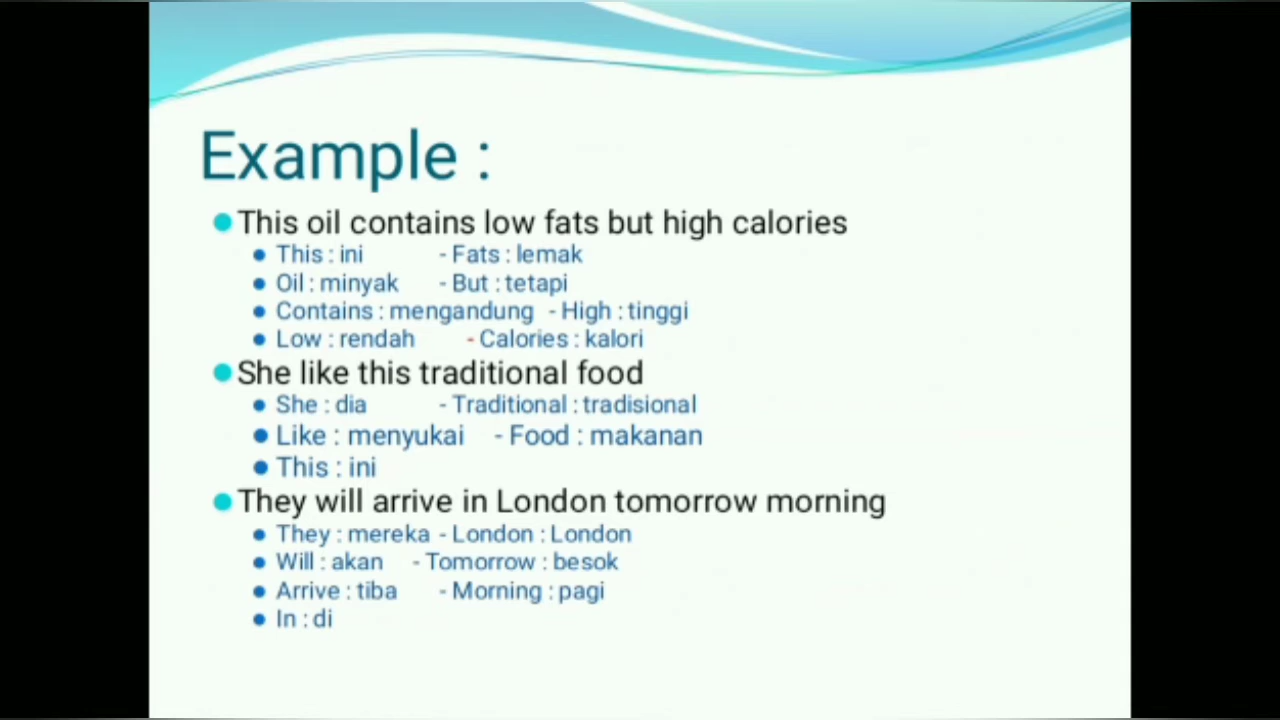 Example :
This oil contains low fats but high calories
This : ini - Fats : lemak
Oil : minyak - But : tetapi
Contains : mengandung - High : tinggi
Low : rendah - Calories : kalori
She like this traditional food
She : dia - Traditional : tradisional
Like : menyukai - Food : makanan
This : ini
They will arrive in London tomorrow morning
They : mereka - London : London
Will : akan - Tomorrow : besok
Arrive : tiba - Morning : pagi
In : di